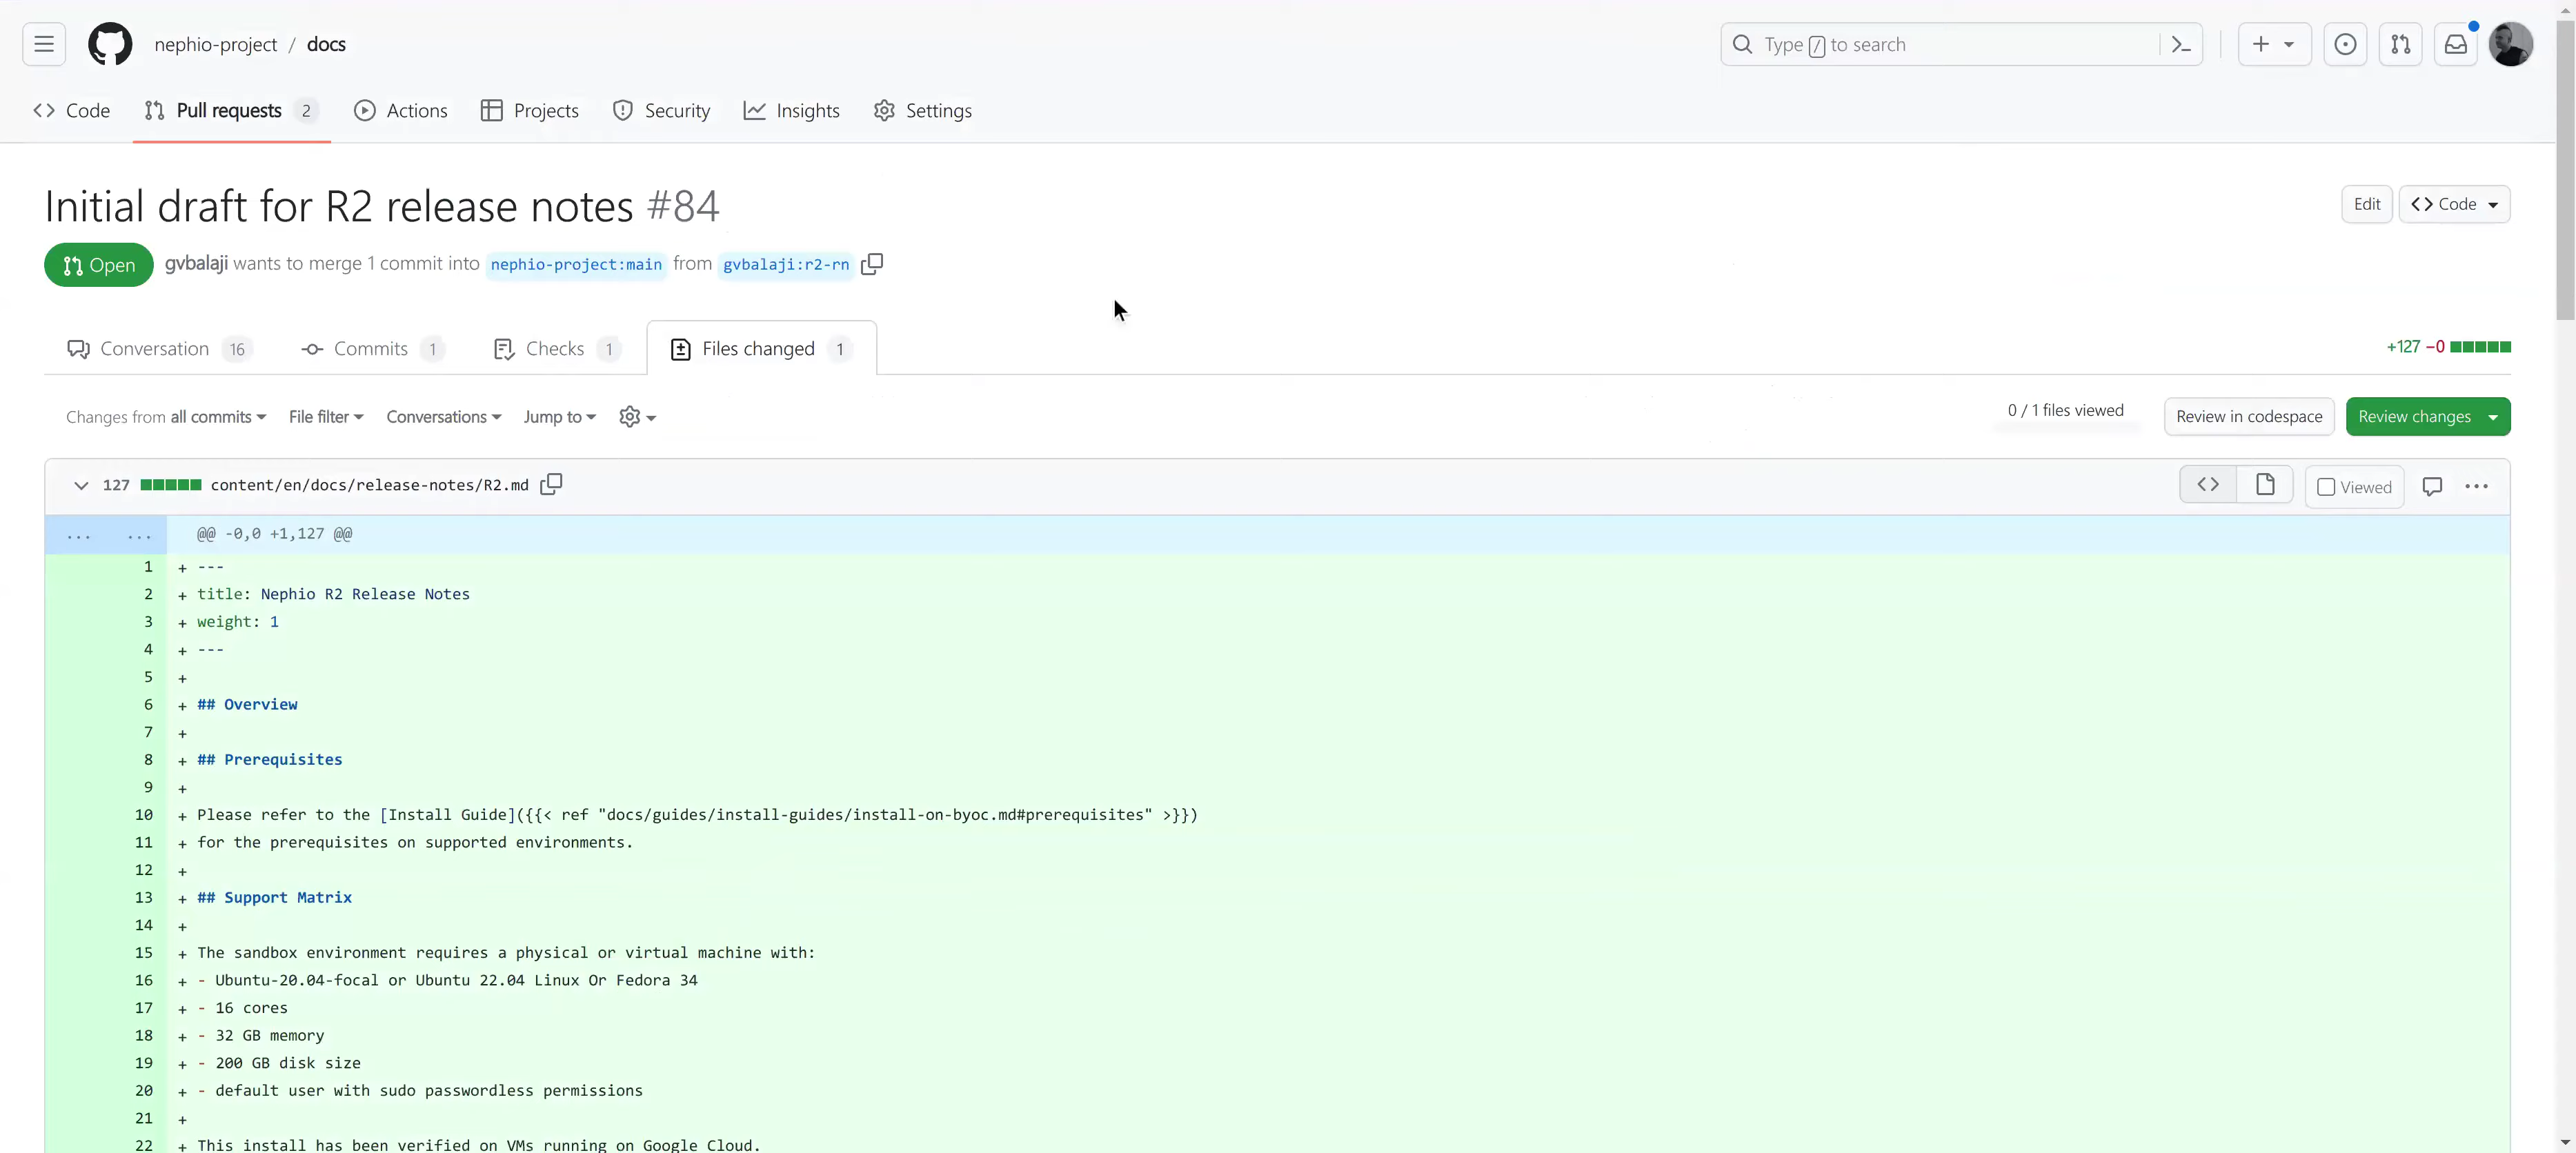 nephio-project / docs
Type / to search
Code
Pull requests 2
Actions
Projects
Security
Insights
Settings
Initial draft for R2 release notes #84
Edit
Code
Open
gvbalaji wants to merge 1 commit into nephio-project:main from gvbalaji:r2-rn
Conversation 16
Commits 1
Checks 1
Files changed 1
+127 −0
Changes from all commits
File filter
Conversations
Jump to
0 / 1 files viewed
Review in codespace
Review changes
127 content/en/docs/release-notes/R2.md
Viewed
... ... @@ -0,0 +1,127 @@
1 + ---
2 + title: Nephio R2 Release Notes
3 + weight: 1
4 + ---
5 +
6 + ## Overview
7 +
8 + ## Prerequisites
9 +
10 + Please refer to the [Install Guide]({{< ref "docs/guides/install-guides/install-on-byoc.md#prerequisites" >}})
11 + for the prerequisites on supported environments.
12 +
13 + ## Support Matrix
14 +
15 + The sandbox environment requires a physical or virtual machine with:
16 + - Ubuntu-20.04-focal or Ubuntu 22.04 Linux Or Fedora 34
17 + - 16 cores
18 + - 32 GB memory
19 + - 200 GB disk size
20 + - default user with sudo passwordless permissions
21 +
22 + This install has been verified on VMs running on Google Cloud.